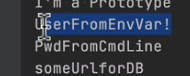 I'm a Prototype
UserFromEnvVar!
PwdFromCmdLine
someUrlforDB